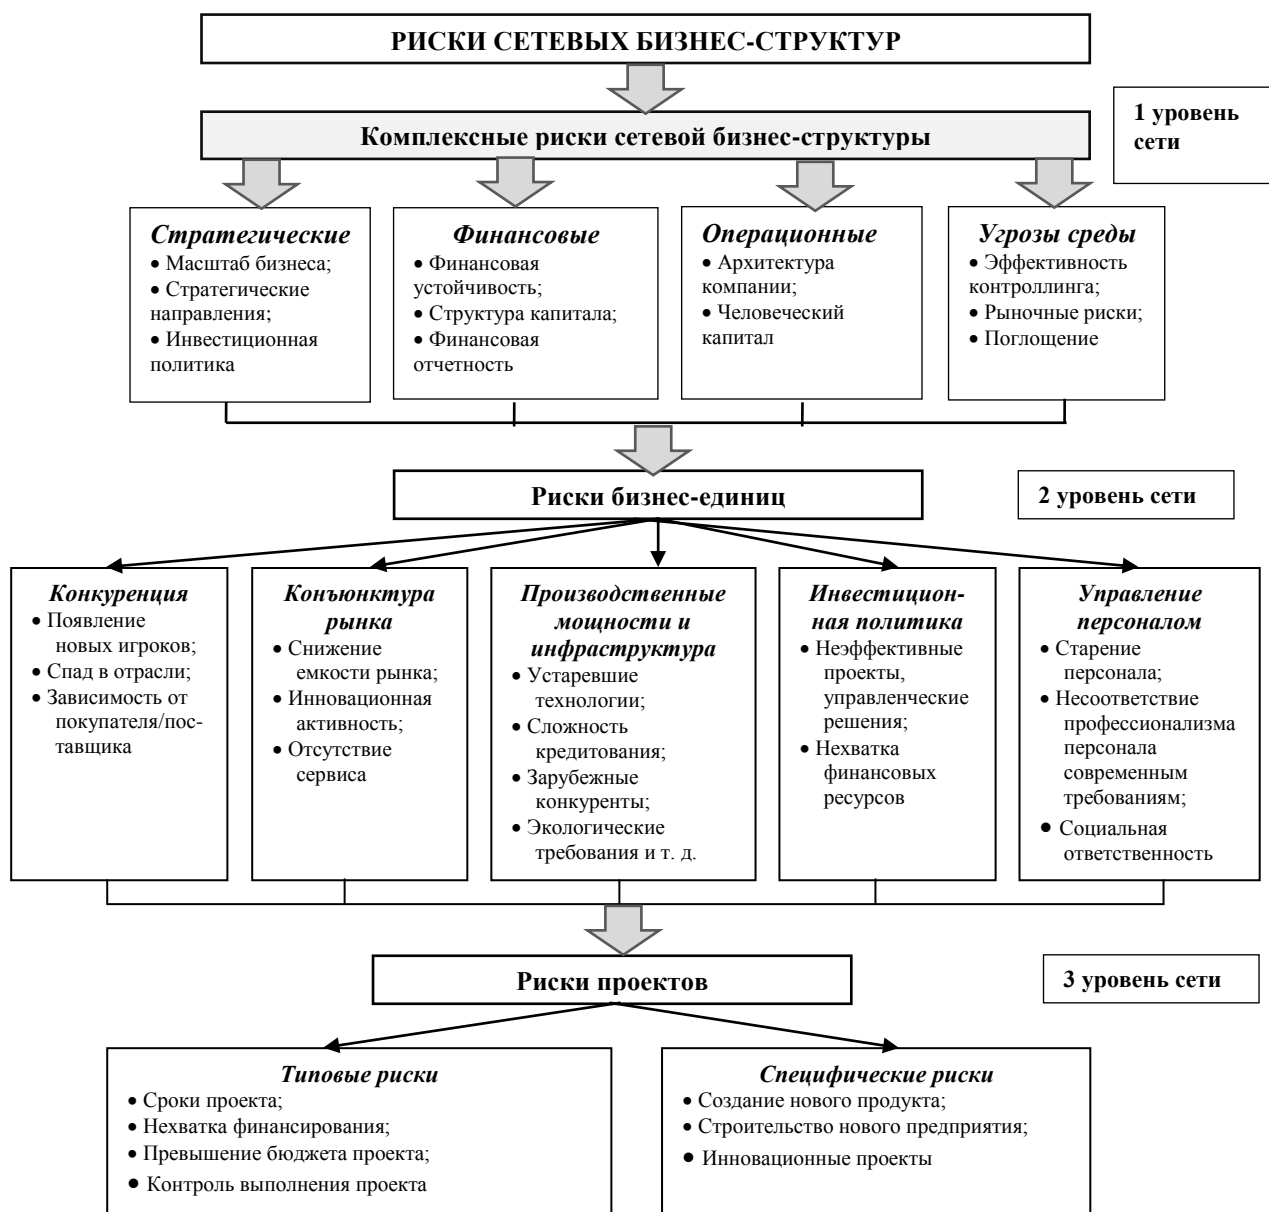 РИСКИ СЕТЕВЫХ БИЗНЕС-СТРУКТУР
Комплексные риски сетевой бизнес-структуры
1 уровень
сети
Стратегические
• Масштаб бизнеса;
• Стратегические
направления;
• Инвестиционная
политика
Финансовые
• Финансовая
устойчивость;
• Структура капитала;
• Финансовая
отчетность
Операционные
• Архитектура
компании;
• Человеческий
капитал
Угрозы среды
• Эффективность
контроллинга;
• Рыночные риски;
• Поглощение
Риски бизнес-единиц
2 уровень сети
Конкуренция
• Появление
новых игроков;
• Спад в отрасли;
• Зависимость от
покупателя/пос-
тавщика
Конъюнктура
рынка
• Снижение
емкости рынка;
• Инновационная
активность;
• Отсутствие
сервиса
Производственные
мощности и
инфраструктура
• Устаревшие
технологии;
• Сложность
кредитования;
• Зарубежные
конкуренты;
• Экологические
требования и т. д.
Инвестицион-
ная политика
• Неэффективные
проекты,
управленческие
решения;
• Нехватка
финансовых
ресурсов
Управление
персоналом
• Старение
персонала;
• Несоответствие
профессионализма
персонала
современным
требованиям;
• Социальная
ответственность
Риски проектов
3 уровень сети
Типовые риски
• Сроки проекта;
• Нехватка финансирования;
• Превышение бюджета проекта;
• Контроль выполнения проекта
Специфические риски
• Создание нового продукта;
• Строительство нового предприятия;
• Инновационные проекты